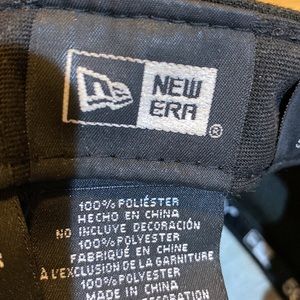 NEW
ERA
®
100% POLIÉSTER
HECHO EN CHINA
NO INCLUYE DECORACIÓN
100% POLYESTER
FABRIQUÉ EN CHINE
À L'EXCLUSION DE LA GARNITURE
100% POLYESTER
MADE IN CHINA
DECORATION